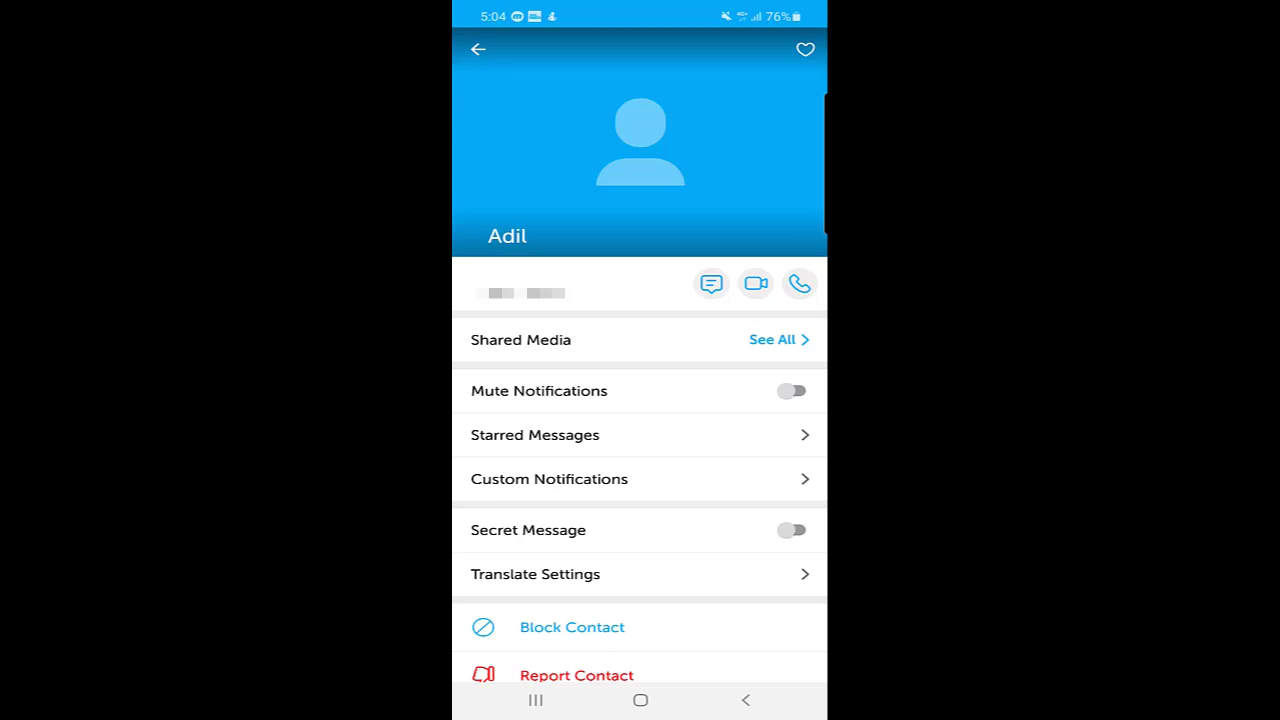 5:04 76%
Adil
Shared Media See All
Mute Notifications
Starred Messages
Custom Notifications
Secret Message
Translate Settings
Block Contact
Report Contact